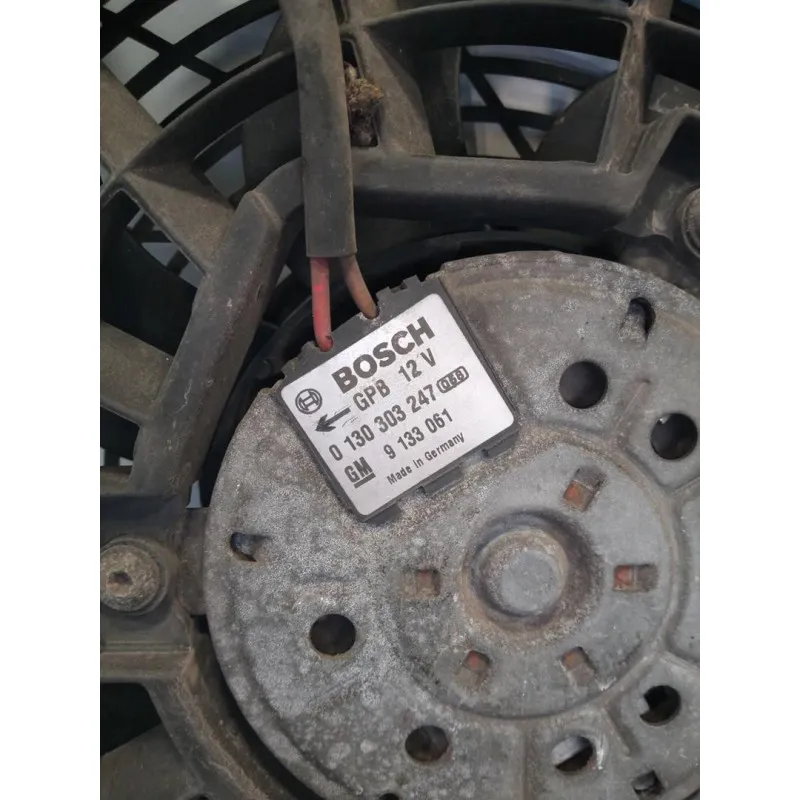 BOSCH
GPB 12 V
0 130 303 247
GM 9 133 061
Made in Germany